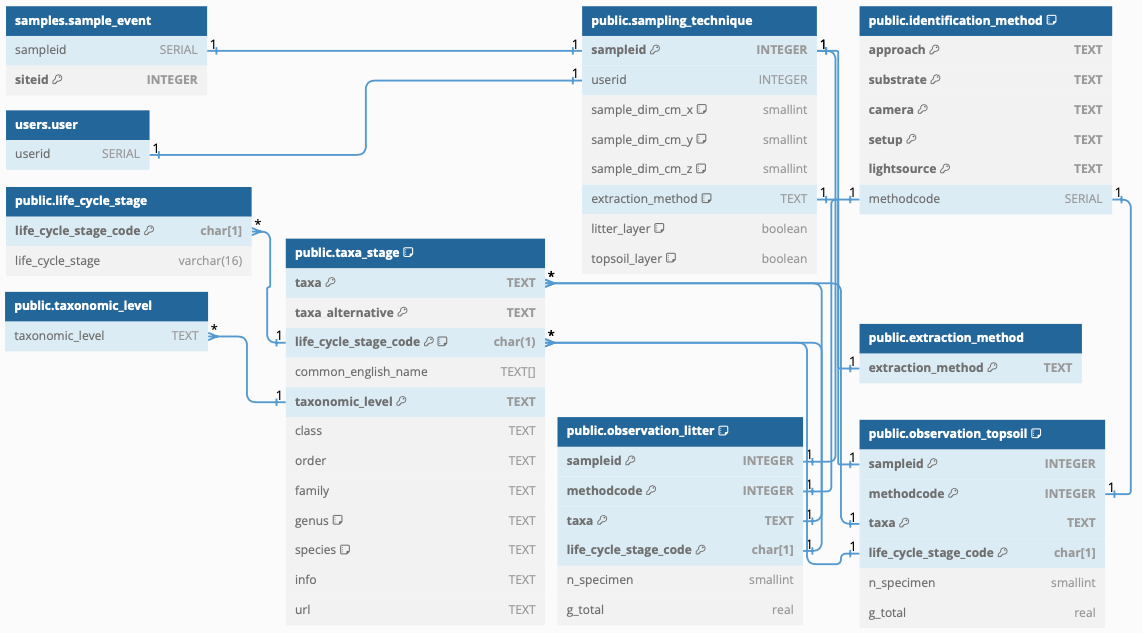 samples.sample_event
sampleid SERIAL
siteid INTEGER
users.user
userid SERIAL
public.life_cycle_stage
life_cycle_stage_code char[1]
life_cycle_stage varchar(16)
public.taxonomic_level
taxonomic_level TEXT
public.taxa_stage
taxa TEXT
taxa_alternative TEXT
life_cycle_stage_code char(1)
common_english_name TEXT[]
taxonomic_level TEXT
class TEXT
order TEXT
family TEXT
genus TEXT
species TEXT
info TEXT
url TEXT
public.sampling_technique
sampleid INTEGER
userid INTEGER
sample_dim_cm_x smallint
sample_dim_cm_y smallint
sample_dim_cm_z smallint
extraction_method TEXT
litter_layer boolean
topsoil_layer boolean
public.observation_litter
sampleid INTEGER
methodcode INTEGER
taxa TEXT
life_cycle_stage_code char[1]
n_specimen smallint
g_total real
public.identification_method
approach TEXT
substrate TEXT
camera TEXT
setup TEXT
lightsource TEXT
methodcode SERIAL
public.extraction_method
extraction_method TEXT
public.observation_topsoil
sampleid INTEGER
methodcode INTEGER
taxa TEXT
life_cycle_stage_code char[1]
n_specimen smallint
g_total real
1
1
1
1
*
1
*
1
*
*
1
1
1
1
1
1
1
1
1
1
1
1
1
1